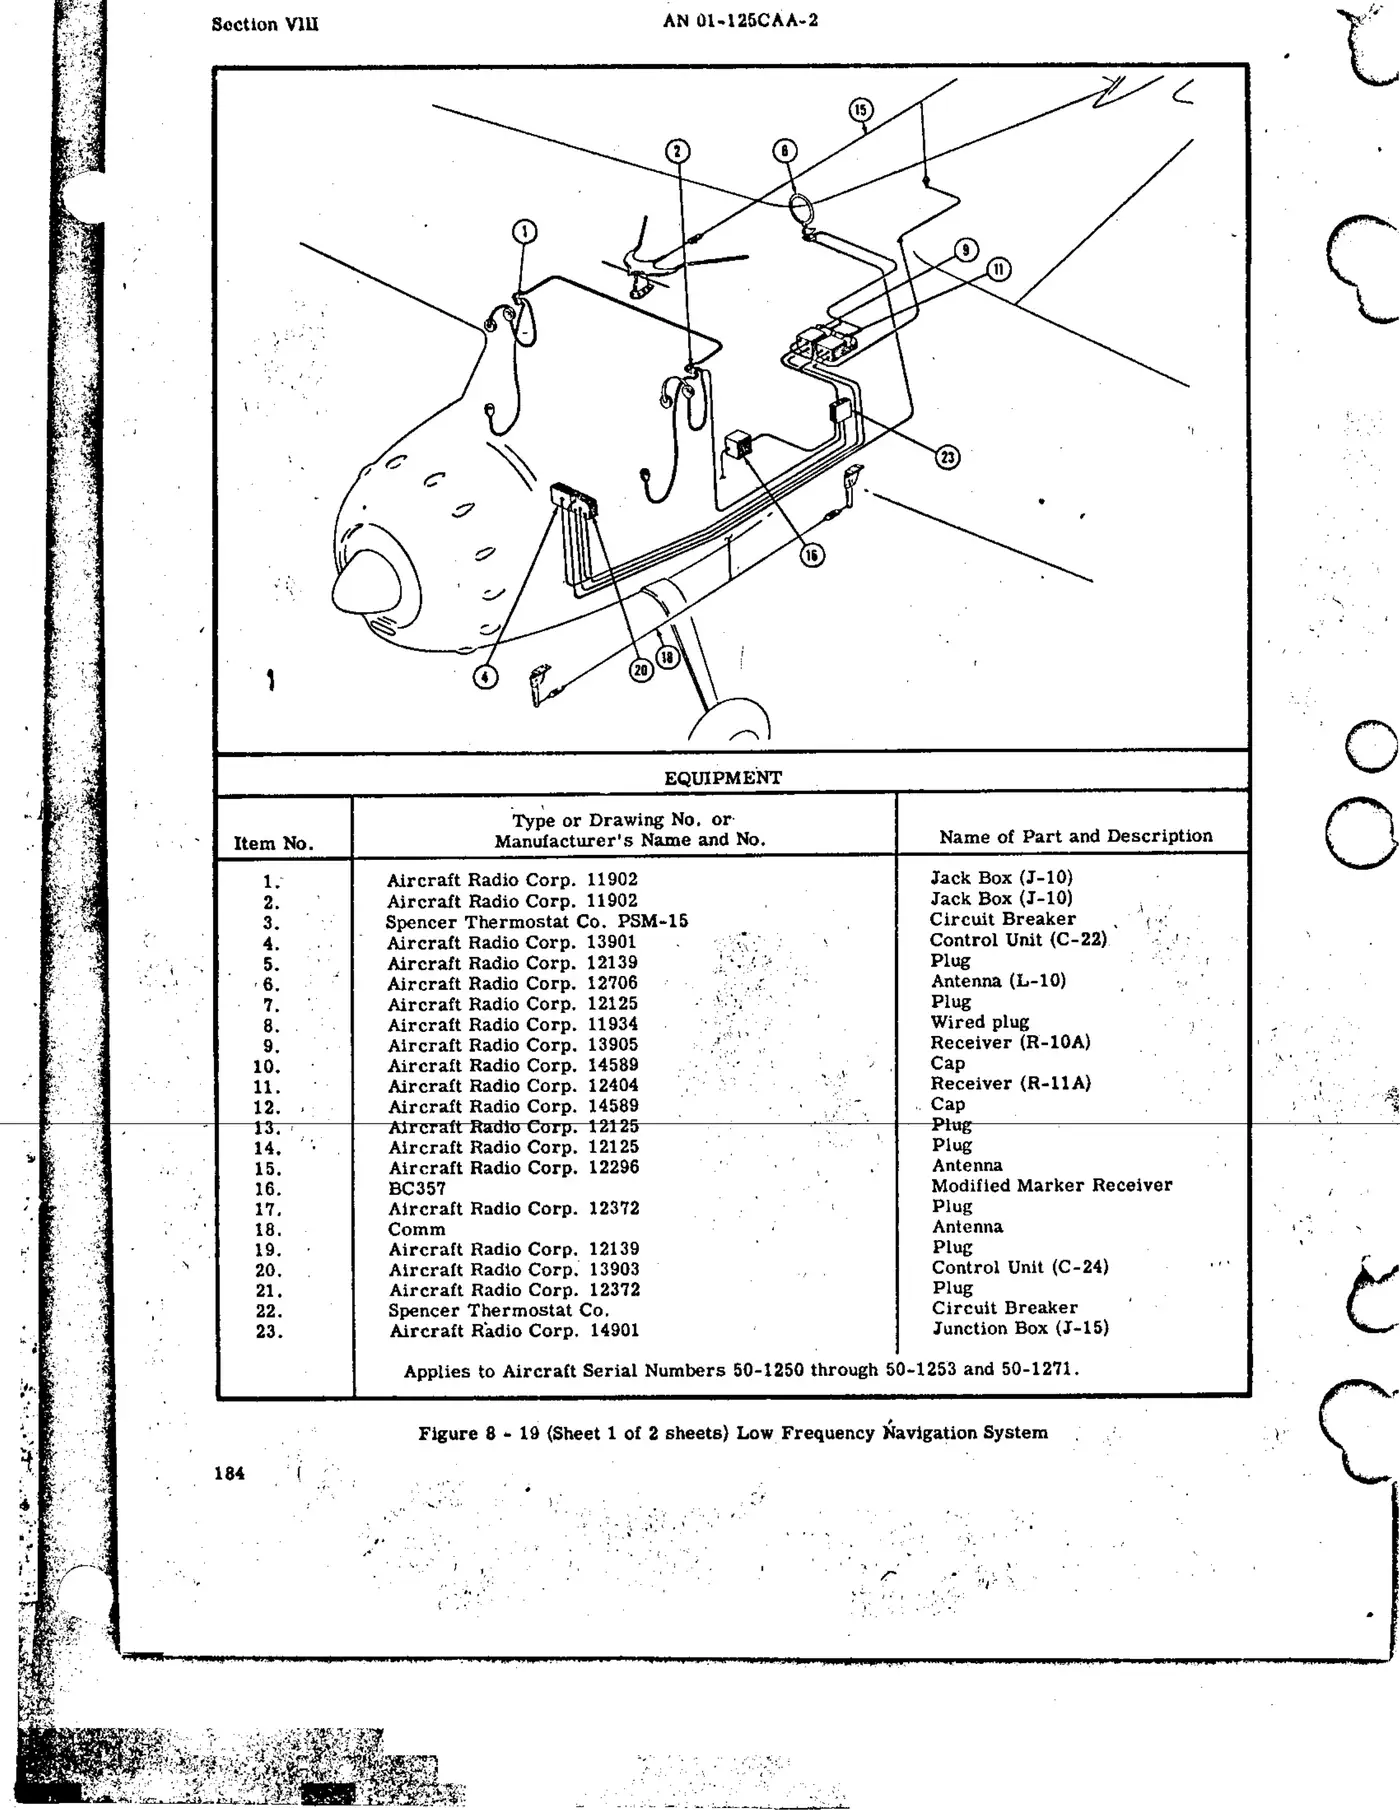 Section VIII
AN 01-125CAA-2
15
2
6
1
9
11
23
16
18
20
4
EQUIPMENT
Item No.
Type or Drawing No. or
Manufacturer's Name and No.
Name of Part and Description
1. Aircraft Radio Corp. 11902 Jack Box (J-10)
2. Aircraft Radio Corp. 11902 Jack Box (J-10)
3. Spencer Thermostat Co. PSM-15 Circuit Breaker
4. Aircraft Radio Corp. 13901 Control Unit (C-22)
5. Aircraft Radio Corp. 12139 Plug
6. Aircraft Radio Corp. 12706 Antenna (L-10)
7. Aircraft Radio Corp. 12125 Plug
8. Aircraft Radio Corp. 11934 Wired plug
9. Aircraft Radio Corp. 13905 Receiver (R-10A)
10. Aircraft Radio Corp. 14589 Cap
11. Aircraft Radio Corp. 12404 Receiver (R-11A)
12. Aircraft Radio Corp. 14589 Cap
13. Aircraft Radio Corp. 12125 Plug
14. Aircraft Radio Corp. 12125 Plug
15. Aircraft Radio Corp. 12296 Antenna
16. BC357 Modified Marker Receiver
17. Aircraft Radio Corp. 12372 Plug
18. Comm Antenna
19. Aircraft Radio Corp. 12139 Plug
20. Aircraft Radio Corp. 13903 Control Unit (C-24)
21. Aircraft Radio Corp. 12372 Plug
22. Spencer Thermostat Co. Circuit Breaker
23. Aircraft Radio Corp. 14901 Junction Box (J-15)
Applies to Aircraft Serial Numbers 50-1250 through 50-1253 and 50-1271.
Figure 8 - 19 (Sheet 1 of 2 sheets) Low Frequency Navigation System
184